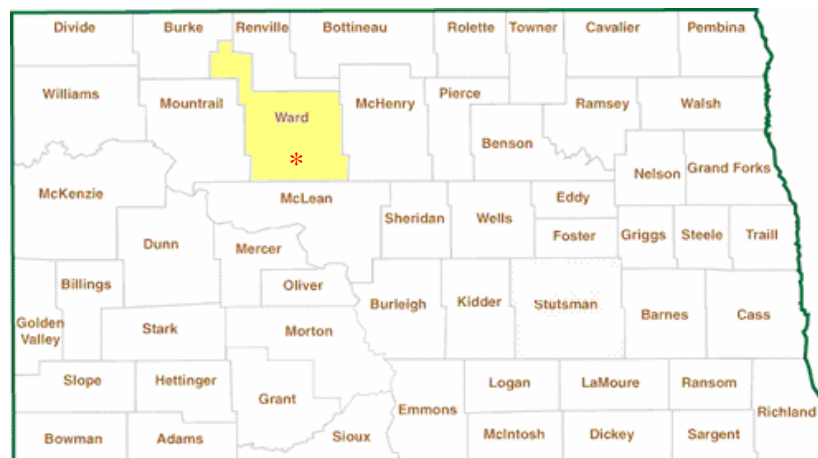 Divide
Burke
Renville
Bottineau
Rolette
Towner
Cavalier
Pembina
Williams
Mountrail
Ward
*
McHenry
Pierce
Ramsey
Walsh
Benson
Nelson
Grand Forks
McKenzie
McLean
Sheridan
Wells
Eddy
Foster
Griggs
Steele
Traill
Dunn
Mercer
Billings
Oliver
Burleigh
Kidder
Stutsman
Barnes
Cass
Golden
Valley
Stark
Morton
Slope
Hettinger
Grant
Emmons
Logan
LaMoure
Ransom
Richland
Bowman
Adams
Sioux
McIntosh
Dickey
Sargent